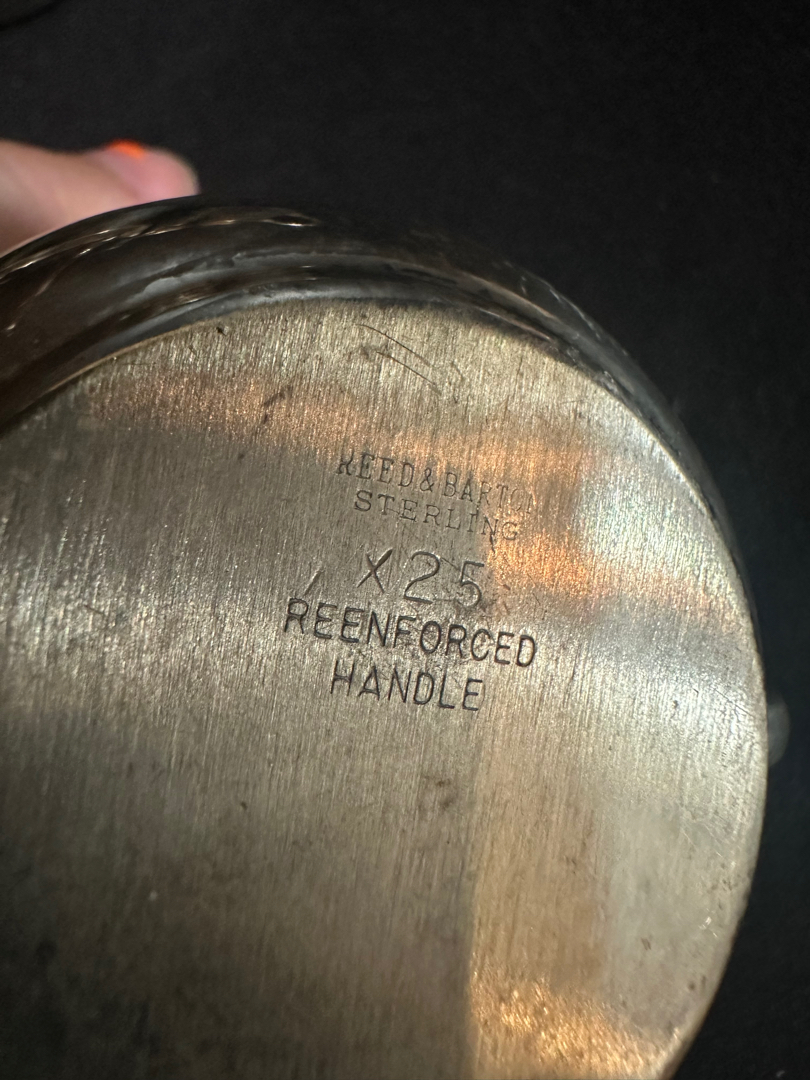 REED & BARTON
STERLING
X25
REENFORCED
HANDLE